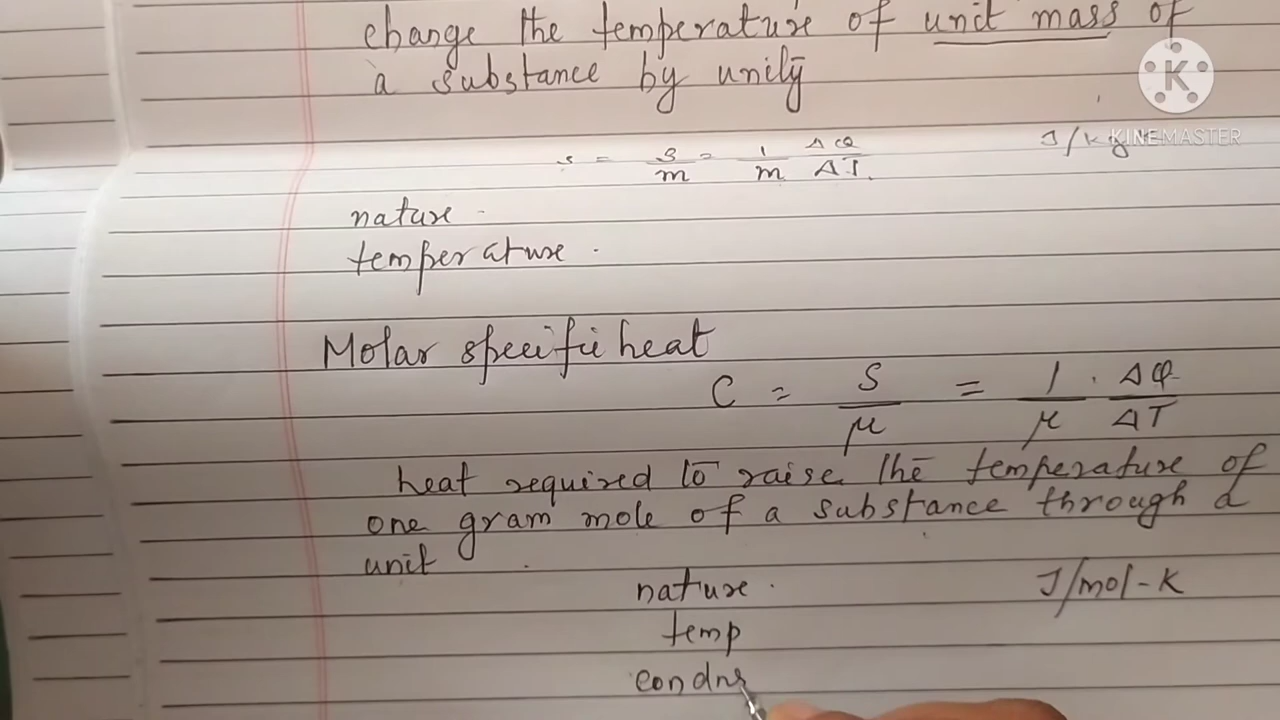 change the temperature of unit mass of
a substance by unity
s = S/m = 1/m ΔQ/ΔT.
J/kg K
KINEMASTER
nature -
temperature .
Molar specific heat
C = S/μ = 1/μ . ΔQ/ΔT
heat required to raise the temperature of
one gram mole of a substance through a
unit .
nature .
J/mol-K
temp
condns